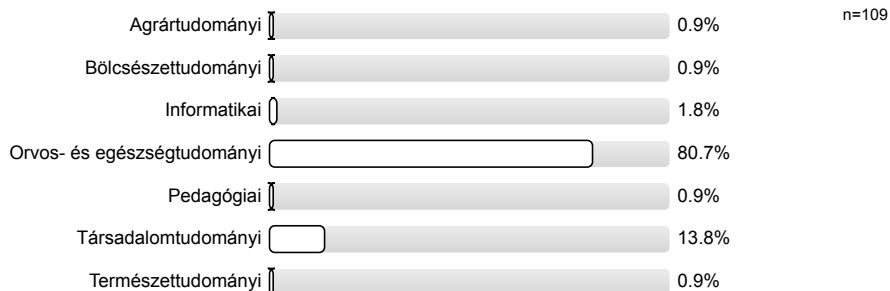 Agrártudományi 0.9% n=109
Bölcsészettudományi 0.9%
Informatikai 1.8%
Orvos- és egészségtudományi 80.7%
Pedagógiai 0.9%
Társadalomtudományi 13.8%
Természettudományi 0.9%